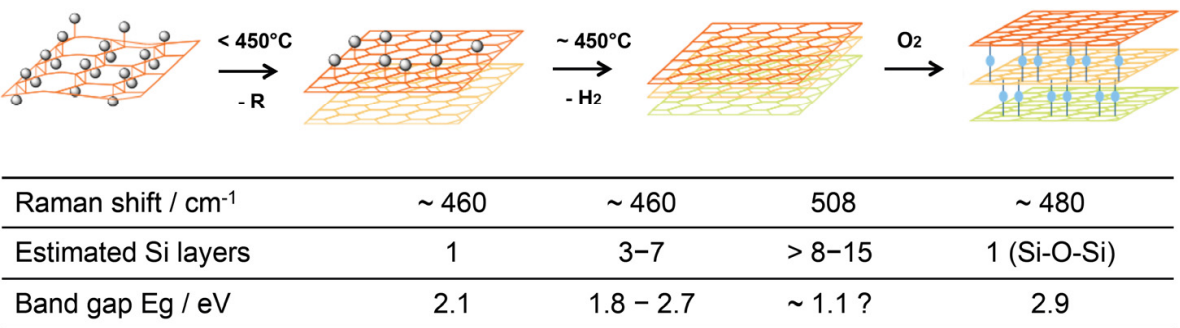 < 450°C
- R
~ 450°C
- H2
O2
Raman shift / cm-1 ~ 460 ~ 460 508 ~ 480
Estimated Si layers 1 3−7 > 8−15 1 (Si-O-Si)
Band gap Eg / eV 2.1 1.8 − 2.7 ~ 1.1 ? 2.9